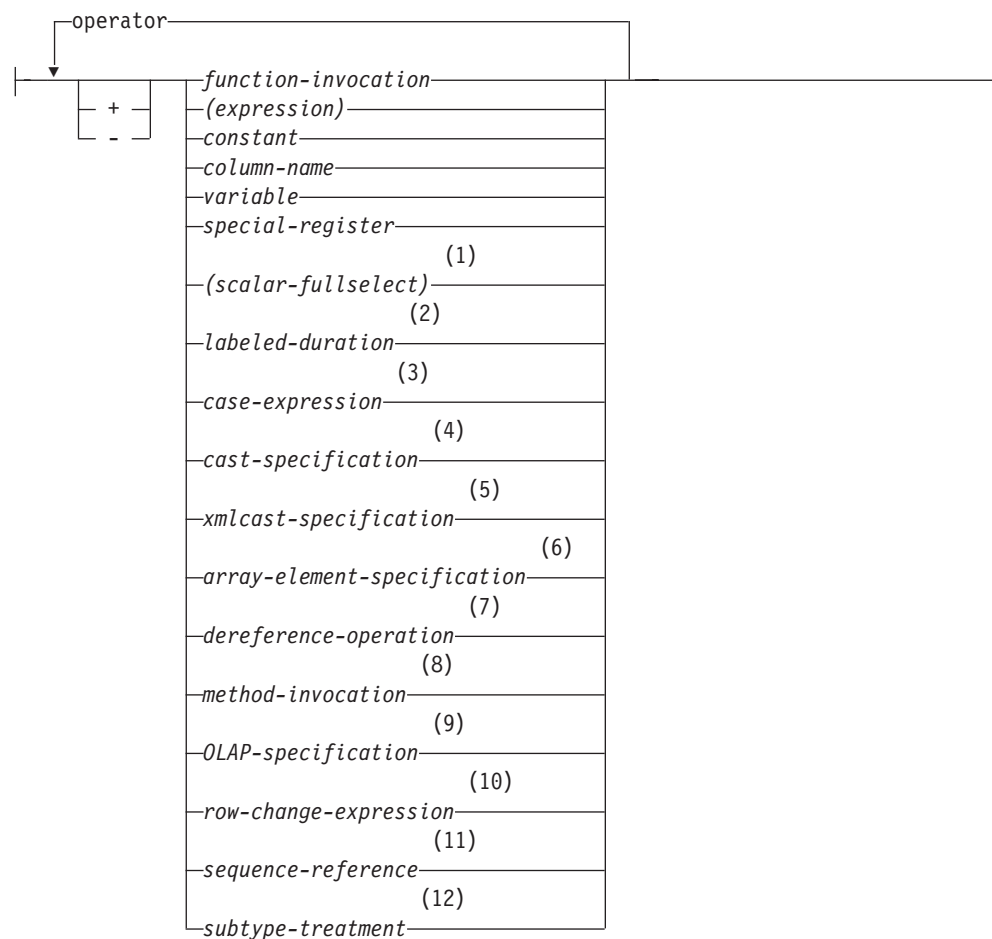 operator
function-invocation
+
(expression)
-
constant
column-name
variable
special-register
(1)
(scalar-fullselect)
(2)
labeled-duration
(3)
case-expression
(4)
cast-specification
(5)
xmlcast-specification
(6)
array-element-specification
(7)
dereference-operation
(8)
method-invocation
(9)
OLAP-specification
(10)
row-change-expression
(11)
sequence-reference
(12)
subtype-treatment